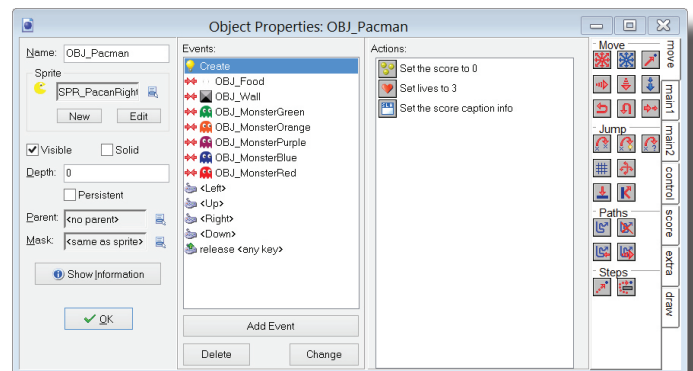 Object Properties: OBJ_Pacman
Name: OBJ_Pacman
Sprite
SPR_PacanRight
New Edit
Visible Solid
Depth: 0
Persistent
Parent: <no parent>
Mask: <same as sprite>
Show Information
OK
Events:
Create
OBJ_Food
OBJ_Wall
OBJ_MonsterGreen
OBJ_MonsterOrange
OBJ_MonsterPurple
OBJ_MonsterBlue
OBJ_MonsterRed
<Left>
<Up>
<Right>
<Down>
release <any key>
Add Event
Delete Change
Actions:
Set the score to 0
Set lives to 3
Set the score caption info
Move
Jump
Paths
Steps
move
main1
main2
control
score
extra
draw